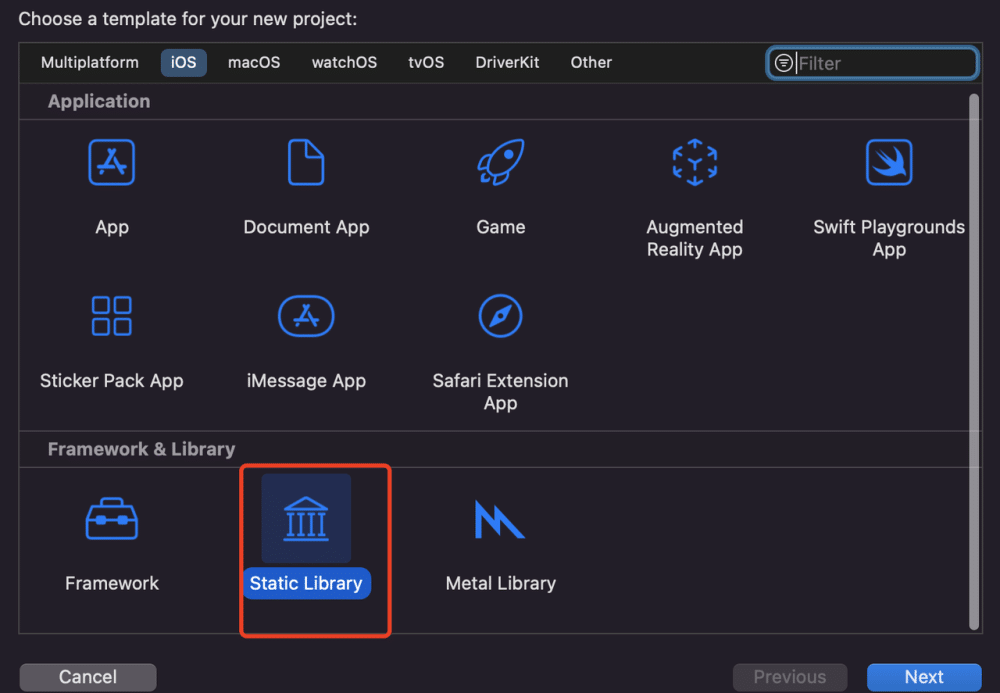 Choose a template for your new project:
Multiplatform iOS macOS watchOS tvOS DriverKit Other Filter
Application
App Document App Game Augmented Reality App Swift Playgrounds App
Sticker Pack App iMessage App Safari Extension App
Framework & Library
Framework Static Library Metal Library
Cancel Previous Next